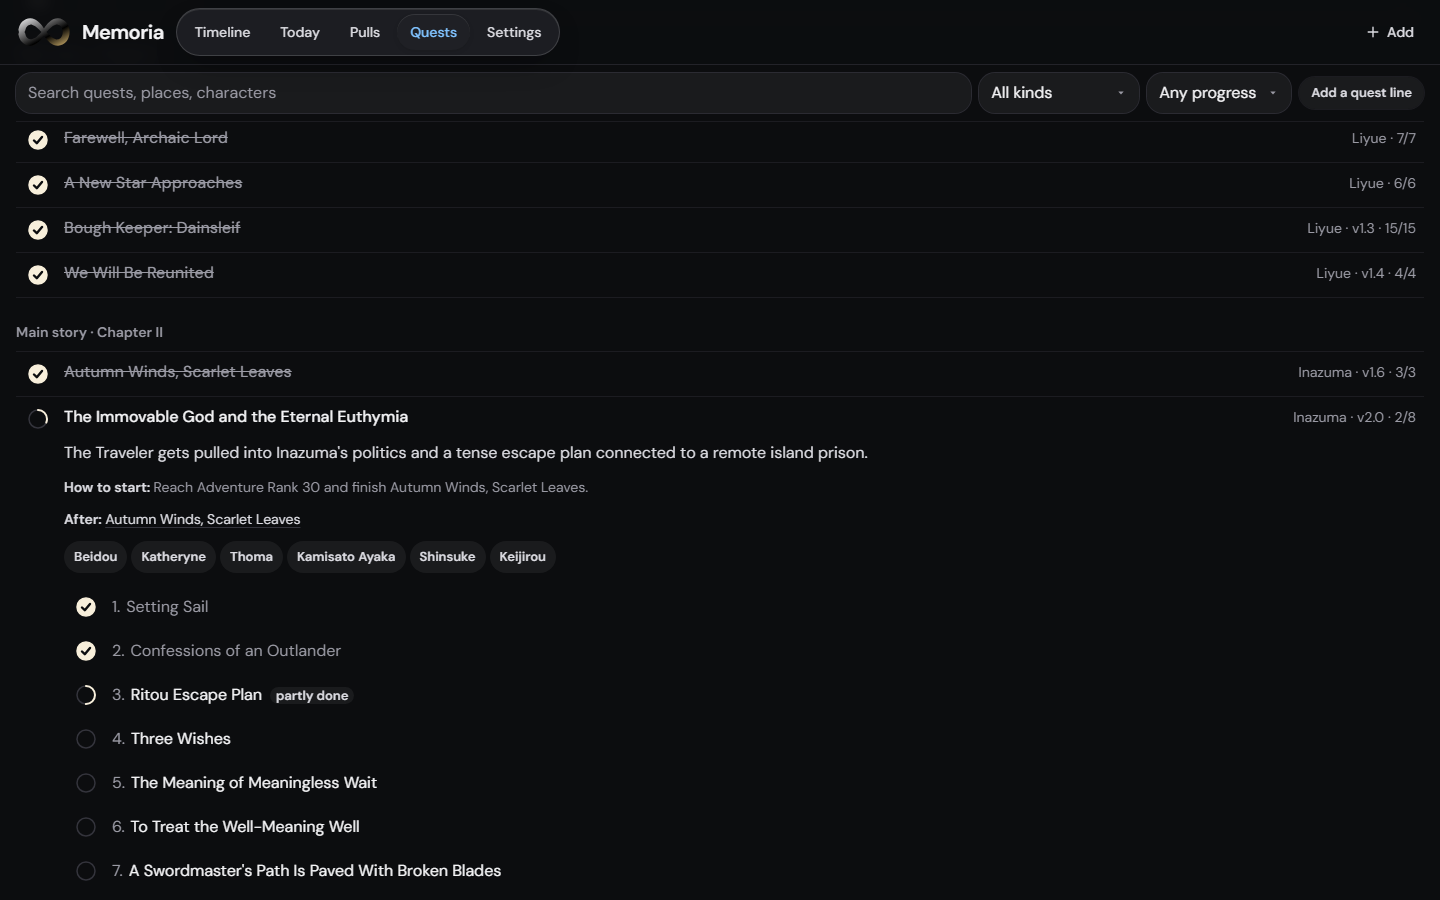 Memoria Timeline Today Pulls Quests Settings + Add
Search quests, places, characters All kinds Any progress Add a quest line
Farewell, Archaic Lord Liyue · 7/7
A New Star Approaches Liyue · 6/6
Bough Keeper: Dainsleif Liyue · v1.3 · 15/15
We Will Be Reunited Liyue · v1.4 · 4/4
Main story · Chapter II
Autumn Winds, Scarlet Leaves Inazuma · v1.6 · 3/3
The Immovable God and the Eternal Euthymia Inazuma · v2.0 · 2/8
The Traveler gets pulled into Inazuma's politics and a tense escape plan connected to a remote island prison.
How to start: Reach Adventure Rank 30 and finish Autumn Winds, Scarlet Leaves.
After: Autumn Winds, Scarlet Leaves
Beidou Katheryne Thoma Kamisato Ayaka Shinsuke Keijirou
1. Setting Sail
2. Confessions of an Outlander
3. Ritou Escape Plan partly done
4. Three Wishes
5. The Meaning of Meaningless Wait
6. To Treat the Well-Meaning Well
7. A Swordmaster's Path Is Paved With Broken Blades